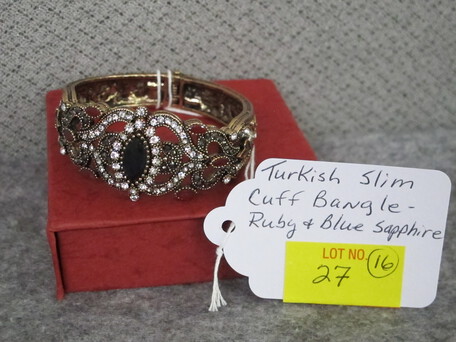 Turkish Slim
Cuff Bangle -
Ruby & Blue Sapphire
LOT NO. 16
27